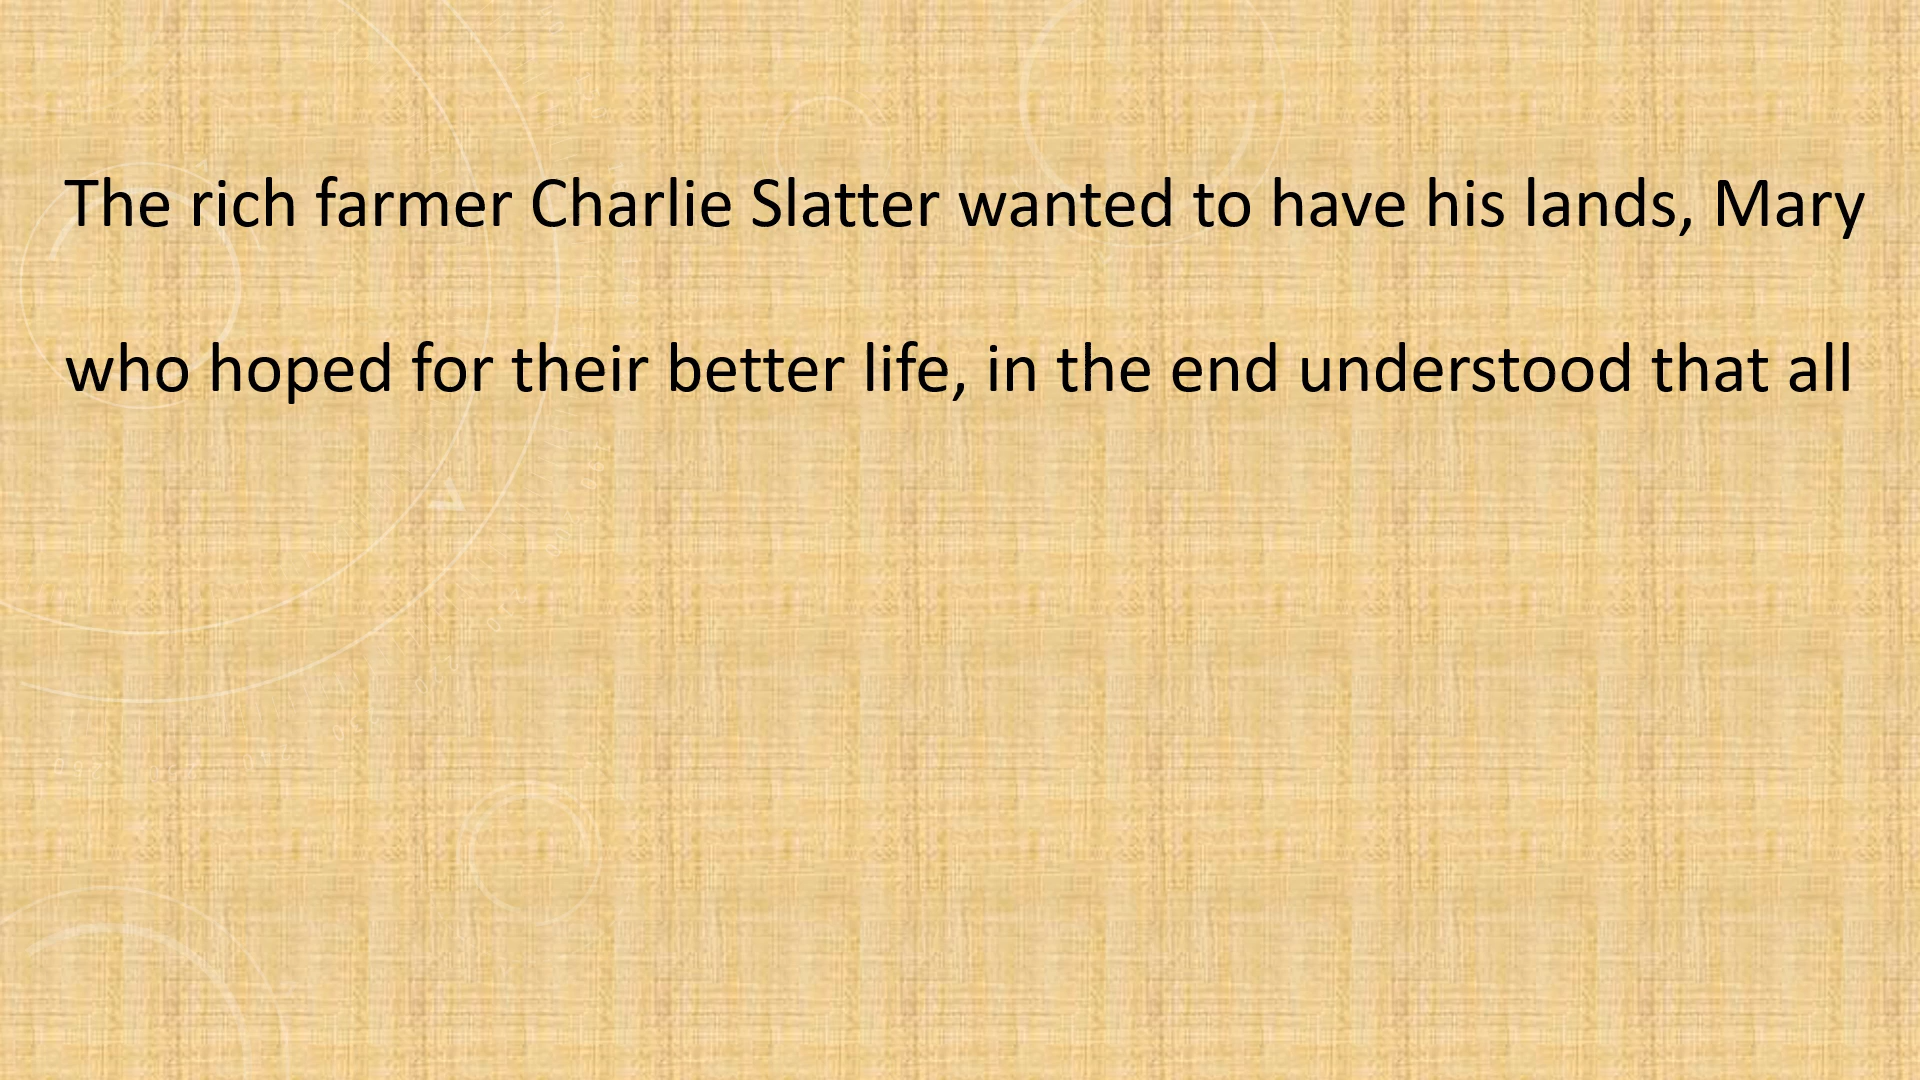 The rich farmer Charlie Slatter wanted to have his lands, Mary
who hoped for their better life, in the end understood that all